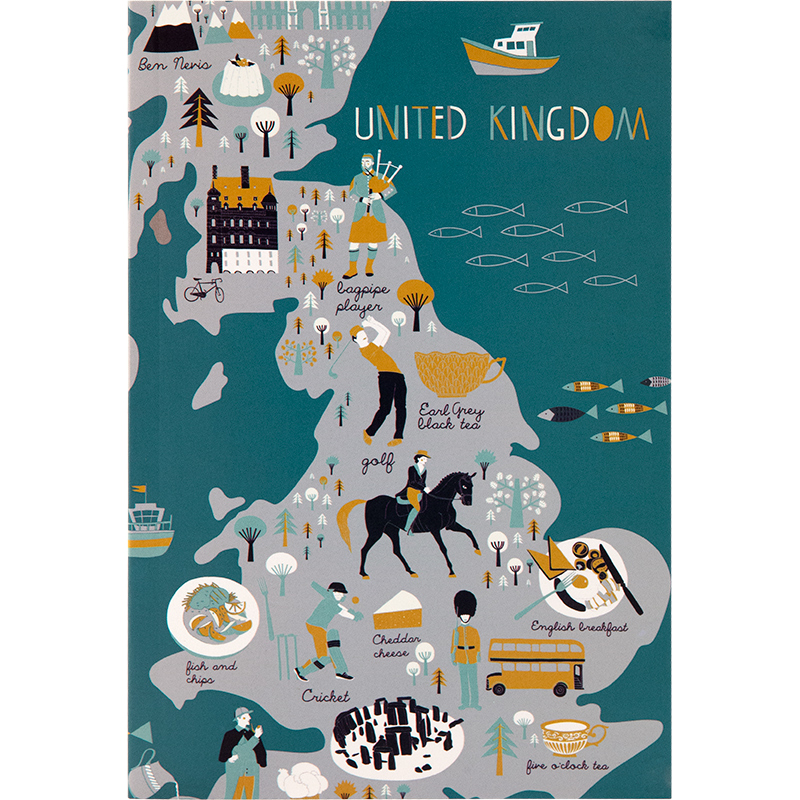 Ben Nevis
UNITED KINGDOM
bagpipe
player
Earl Grey
black tea
golf
English breakfast
Cheddar
cheese
fish and
chips
Cricket
five o'clock tea